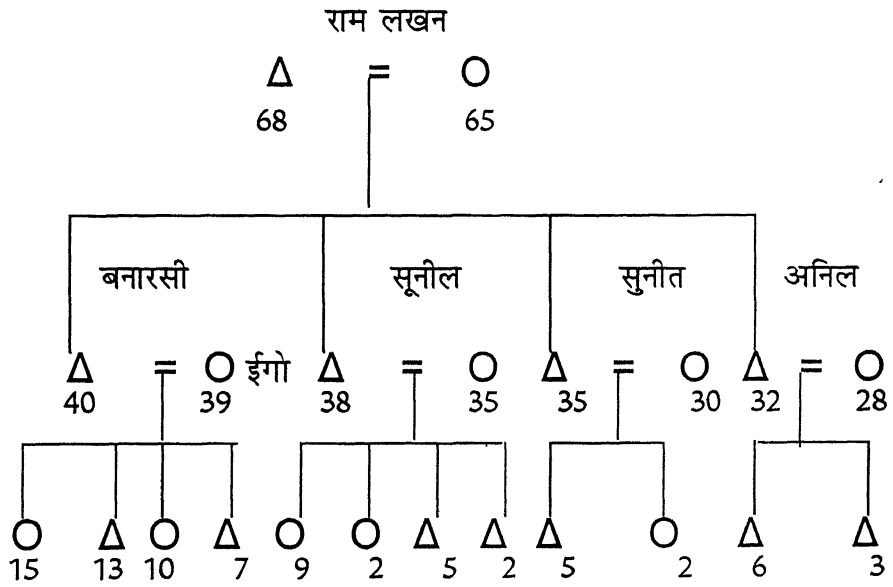 राम लखन
Δ = O
68 65
बनारसी सूनील सुनीत अनिल
Δ = O ईगो Δ = O Δ = O Δ = O
40 39 38 35 35 30 32 28
O Δ O Δ O O Δ Δ Δ O Δ Δ
15 13 10 7 9 2 5 2 5 2 6 3